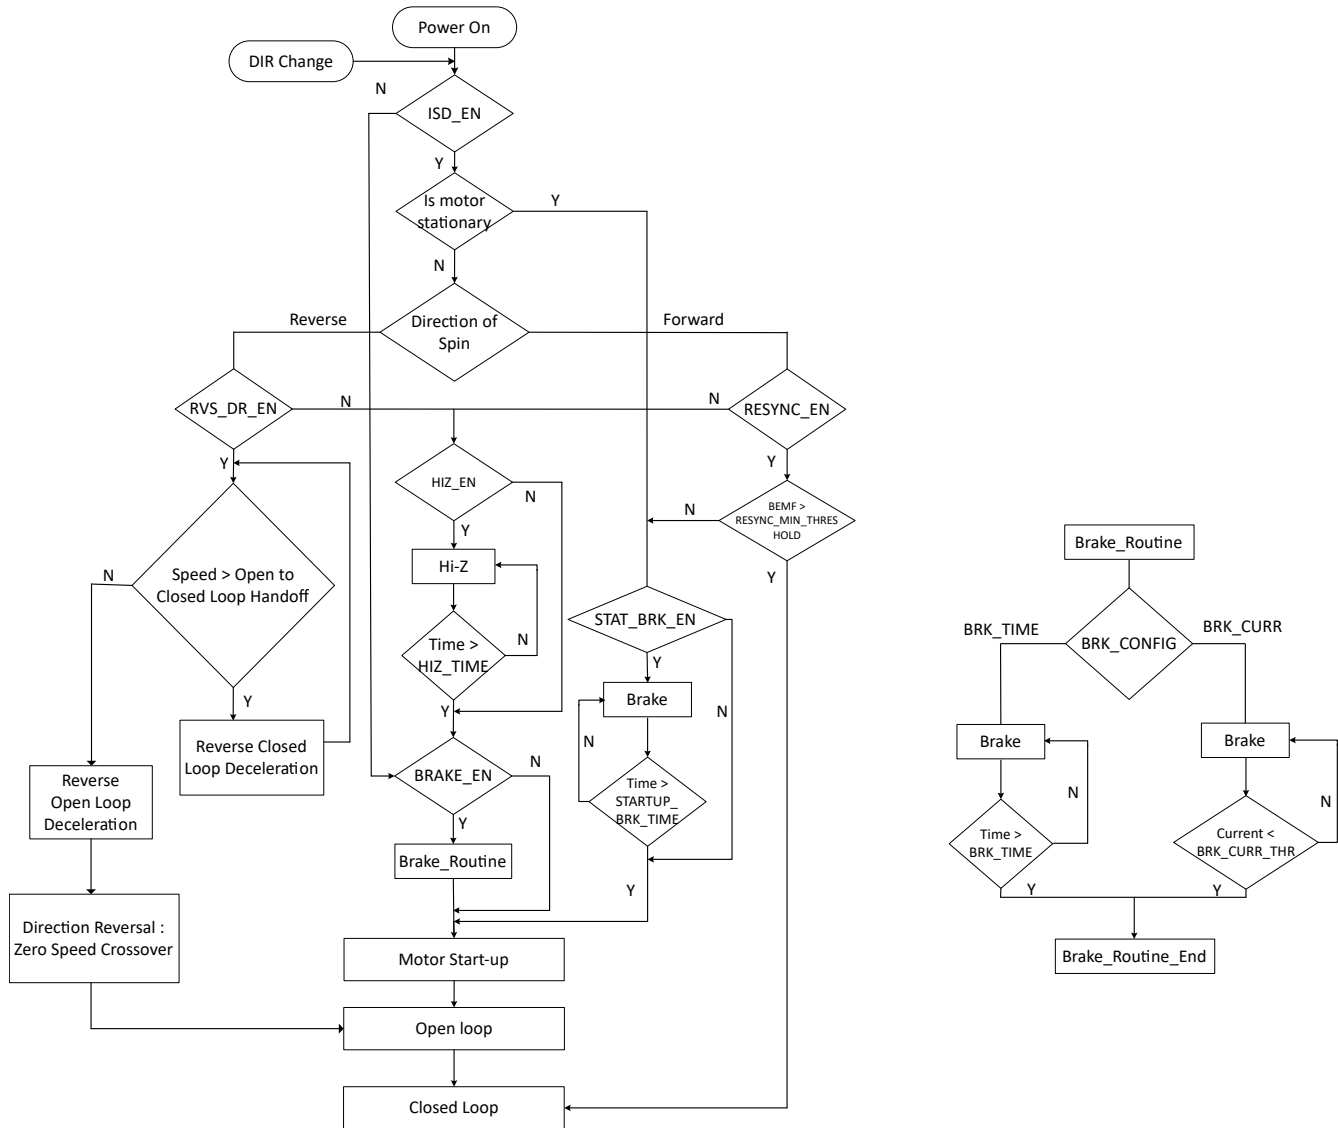 Power On
DIR Change
N
ISD_EN
Y
Is motor
stationary
Y
N
Reverse
Direction of
Spin
Forward
RVS_DR_EN
N
N
RESYNC_EN
Y
Y
HIZ_EN
N
N
BEMF >
RESYNC_MIN_THRES
HOLD
Y
Hi-Z
Y
N
Speed > Open to
Closed Loop Handoff
STAT_BRK_EN
Time >
HIZ_TIME
N
Y
Y
Y
Brake
N
N
Reverse Closed
Loop Deceleration
BRAKE_EN
N
Reverse
Open Loop
Deceleration
Time >
STARTUP_
BRK_TIME
Y
Brake_Routine
Y
Direction Reversal :
Zero Speed Crossover
Motor Start-up
Open loop
Closed Loop
Brake_Routine
BRK_TIME
BRK_CONFIG
BRK_CURR
Brake
Brake
N
N
Time >
BRK_TIME
Current <
BRK_CURR_THR
Y
Y
Brake_Routine_End